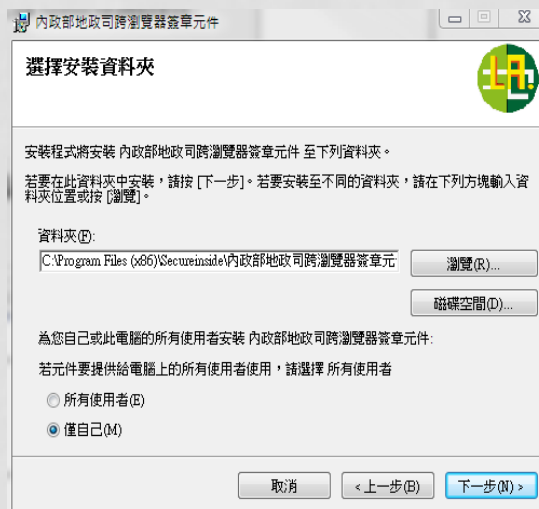 內政部地政司跨瀏覽器簽章元件
選擇安裝資料夾
LA
安裝程式將安裝 內政部地政司跨瀏覽器簽章元件 至下列資料夾。
若要在此資料夾中安裝，請按 [下一步]。若要安裝至不同的資料夾，請在下列方塊輸入資
料夾位置或按 [瀏覽]。
資料夾(F):
C:\Program Files (x86)\Secureinside\內政部地政司跨瀏覽器簽章元
瀏覽(R)...
磁碟空間(D)...
為您自己或此電腦的所有使用者安裝 內政部地政司跨瀏覽器簽章元件:
若元件要提供給電腦上的所有使用者使用，請選擇 所有使用者
所有使用者(E)
僅自己(M)
取消
<上一步(B)
下一步(N) >